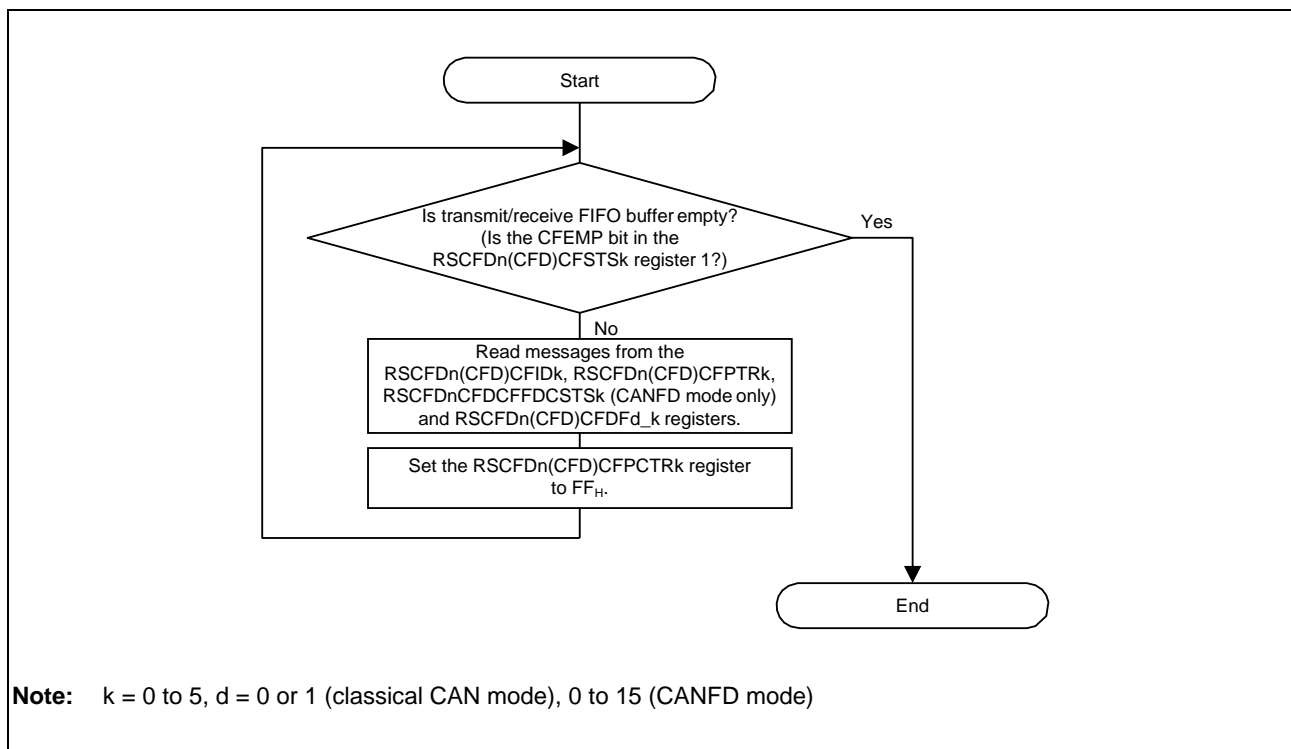 Start
Is transmit/receive FIFO buffer empty?
(Is the CFEMP bit in the
RSCFDn(CFD)CFSTSk register 1?)
Yes
No
Read messages from the
RSCFDn(CFD)CFIDk, RSCFDn(CFD)CFPTRk,
RSCFDnCFDCFFDCSTSk (CANFD mode only)
and RSCFDn(CFD)CFDFd_k registers.
Set the RSCFDn(CFD)CFPCTRk register
to FFH.
End
Note: k = 0 to 5, d = 0 or 1 (classical CAN mode), 0 to 15 (CANFD mode)